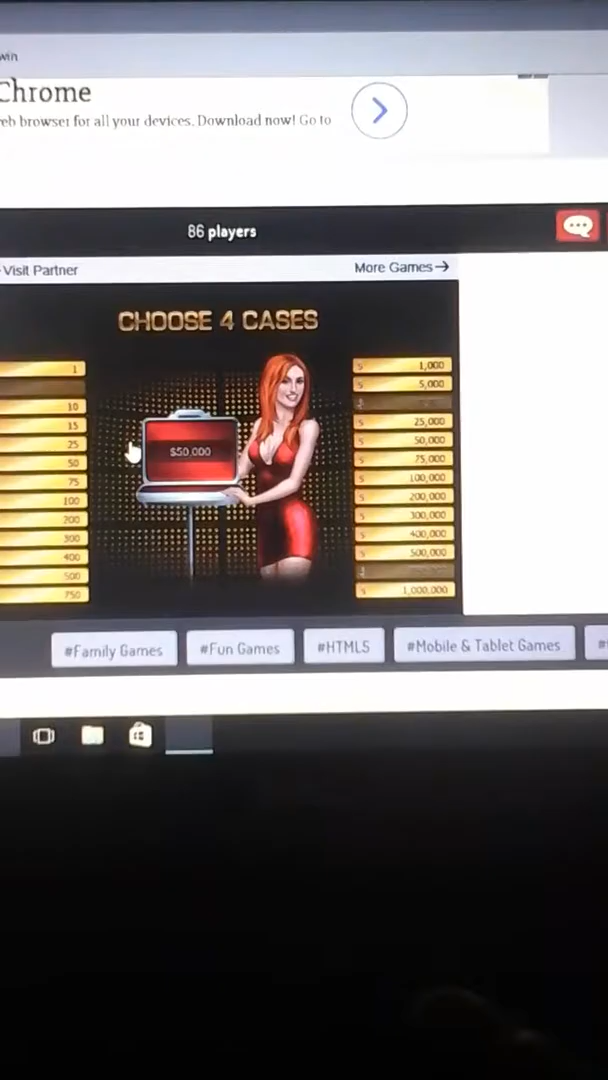 win
Chrome
eb browser for all your devices. Download now! Go to
86 players
Visit Partner
More Games→
CHOOSE 4 CASES
1
$ 1,000
$ 5,000
10
15
$ 25,000
25
$ 50,000
$50,000
50
$ 75,000
75
$ 100,000
100
$ 200,000
200
$ 300,000
300
$ 400,000
400
$ 500,000
500
750
$ 1,000,000
#Family Games
#Fun Games
#HTML5
#Mobile & Tablet Games
#